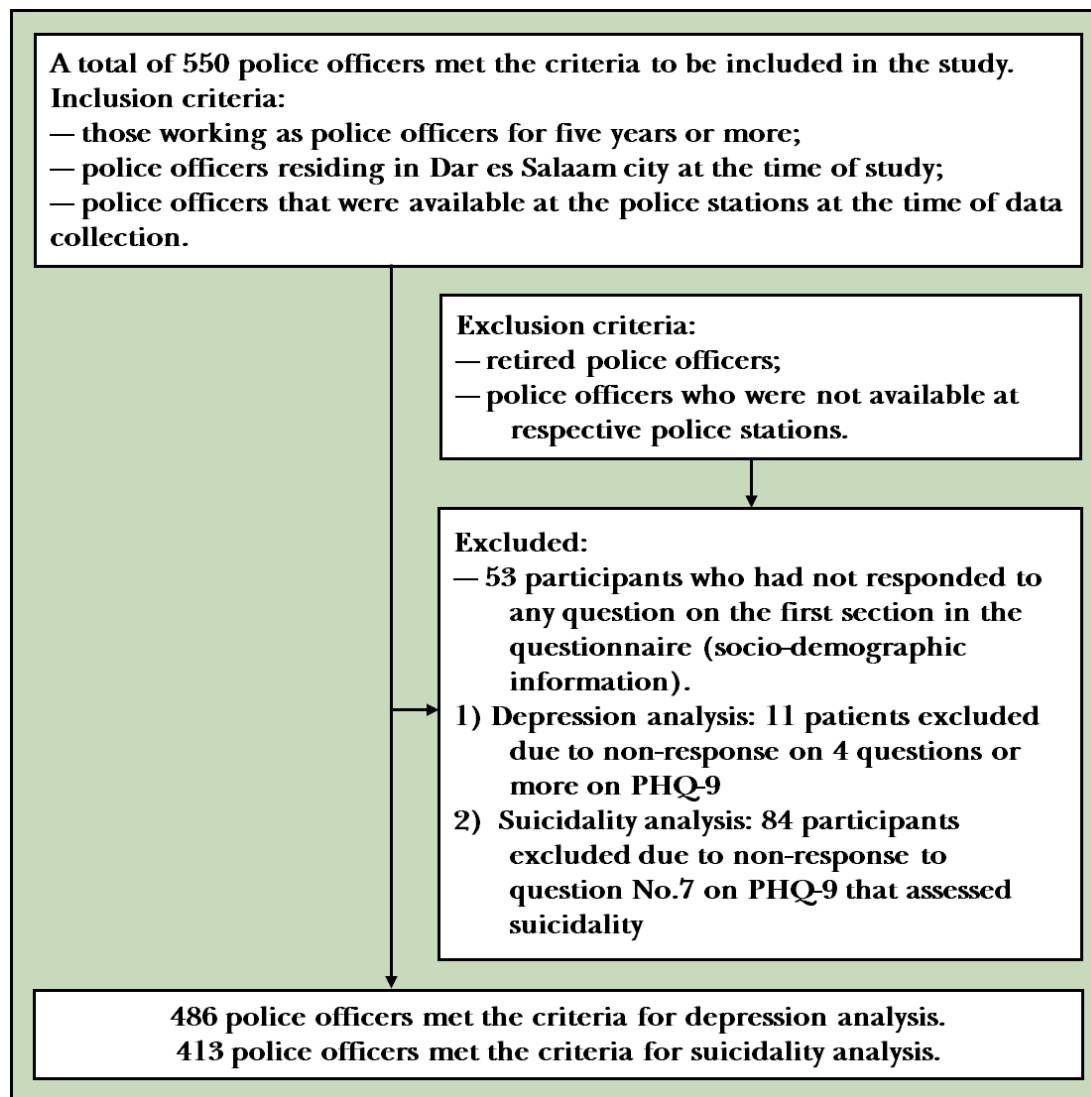 A total of 550 police officers met the criteria to be included in the study.
Inclusion criteria:
— those working as police officers for five years or more;
— police officers residing in Dar es Salaam city at the time of study;
— police officers that were available at the police stations at the time of data
collection.
Exclusion criteria:
— retired police officers;
— police officers who were not available at
respective police stations.
Excluded:
— 53 participants who had not responded to
any question on the first section in the
questionnaire (socio-demographic
information).
1) Depression analysis: 11 patients excluded
due to non-response on 4 questions or
more on PHQ-9
2) Suicidality analysis: 84 participants
excluded due to non-response to
question No.7 on PHQ-9 that assessed
suicidality
486 police officers met the criteria for depression analysis.
413 police officers met the criteria for suicidality analysis.